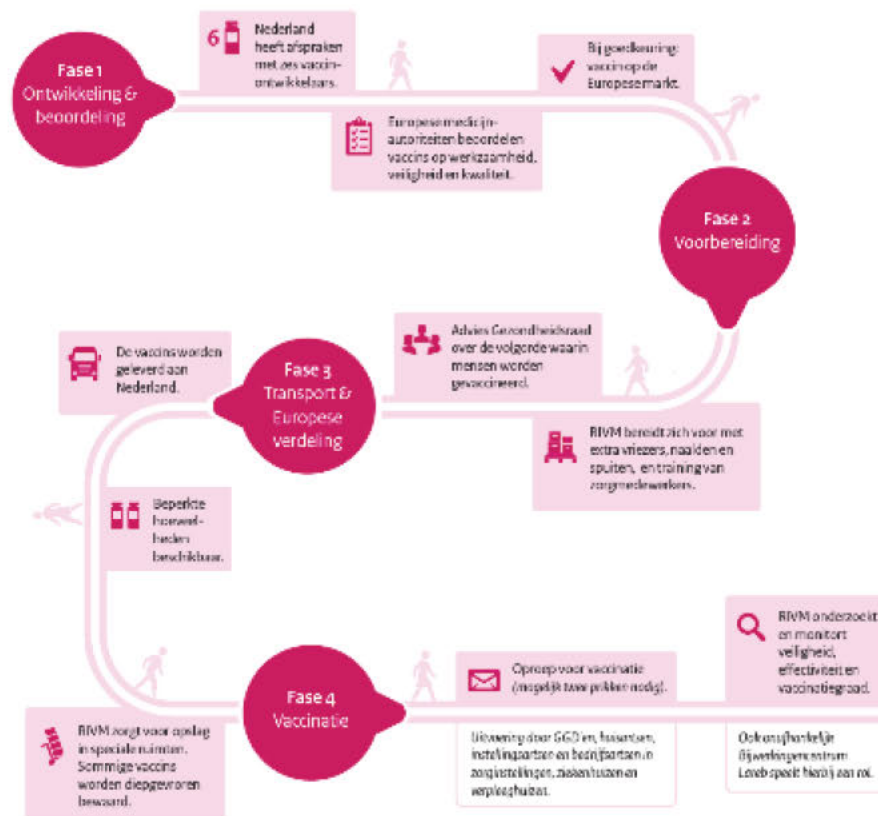 Fase 1
Ontwikkeling &
beoordeling
6
Nederland
heeft afspraken
met zes vaccin-
ontwikkelaars.
Europese medicijn-
autoriteiten beoordelen
vaccins op werkzaamheid,
veiligheid en kwaliteit.
Bij goedkeuring:
vaccin op de
Europese markt.
Fase 2
Voorbereiding
RIVM bereidt zich voor met
extra vriezers, naalden en
spuiten, en training van
zorgmedewerkers.
Advies Gezondheidsraad
over de volgorde waarin
mensen worden
gevaccineerd.
Fase 3
Transport &
Europese
verdeling
De vaccins worden
geleverd aan
Nederland.
Beperkte
hoeveel-
heden
beschikbaar.
RIVM zorgt voor opslag
in speciale ruimten.
Sommige vaccins
worden diepgevroren
bewaard.
Fase 4
Vaccinatie
Oproep voor vaccinatie
(mogelijk twee prikken nodig).
Uitvoering door GGD'en, huisartsen,
instellingsartsen en bedrijfsartsen in
zorginstellingen, ziekenhuizen en
verpleeghuizen.
RIVM onderzoekt
en monitort
veiligheid,
effectiviteit en
vaccinatiegraad.
Ook onafhankelijke
Bijwerkingencentrum
Lareb speelt hierbij een rol.